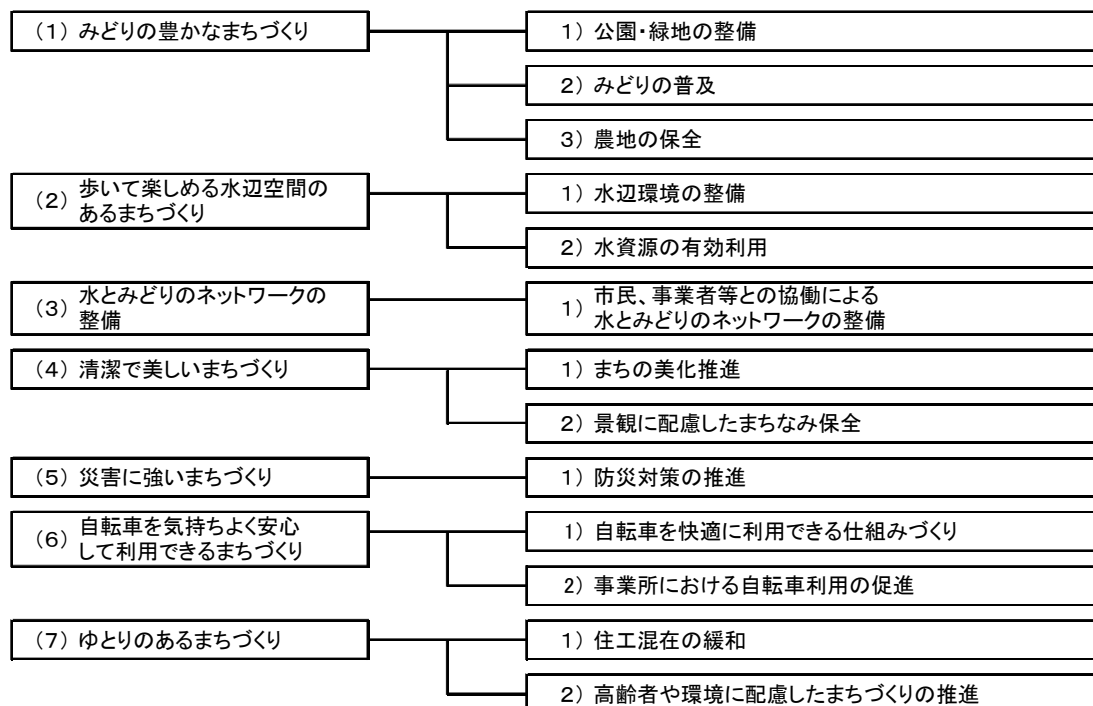 (1) みどりの豊かなまちづくり
1) 公園・緑地の整備
2) みどりの普及
3) 農地の保全
(2) 歩いて楽しめる水辺空間の
あるまちづくり
1) 水辺環境の整備
2) 水資源の有効利用
(3) 水とみどりのネットワークの
整備
1) 市民、事業者等との協働による
水とみどりのネットワークの整備
(4) 清潔で美しいまちづくり
1) まちの美化推進
2) 景観に配慮したまちなみ保全
(5) 災害に強いまちづくり
1) 防災対策の推進
(6) 自転車を気持ちよく安心
して利用できるまちづくり
1) 自転車を快適に利用できる仕組みづくり
2) 事業所における自転車利用の促進
(7) ゆとりのあるまちづくり
1) 住工混在の緩和
2) 高齢者や環境に配慮したまちづくりの推進